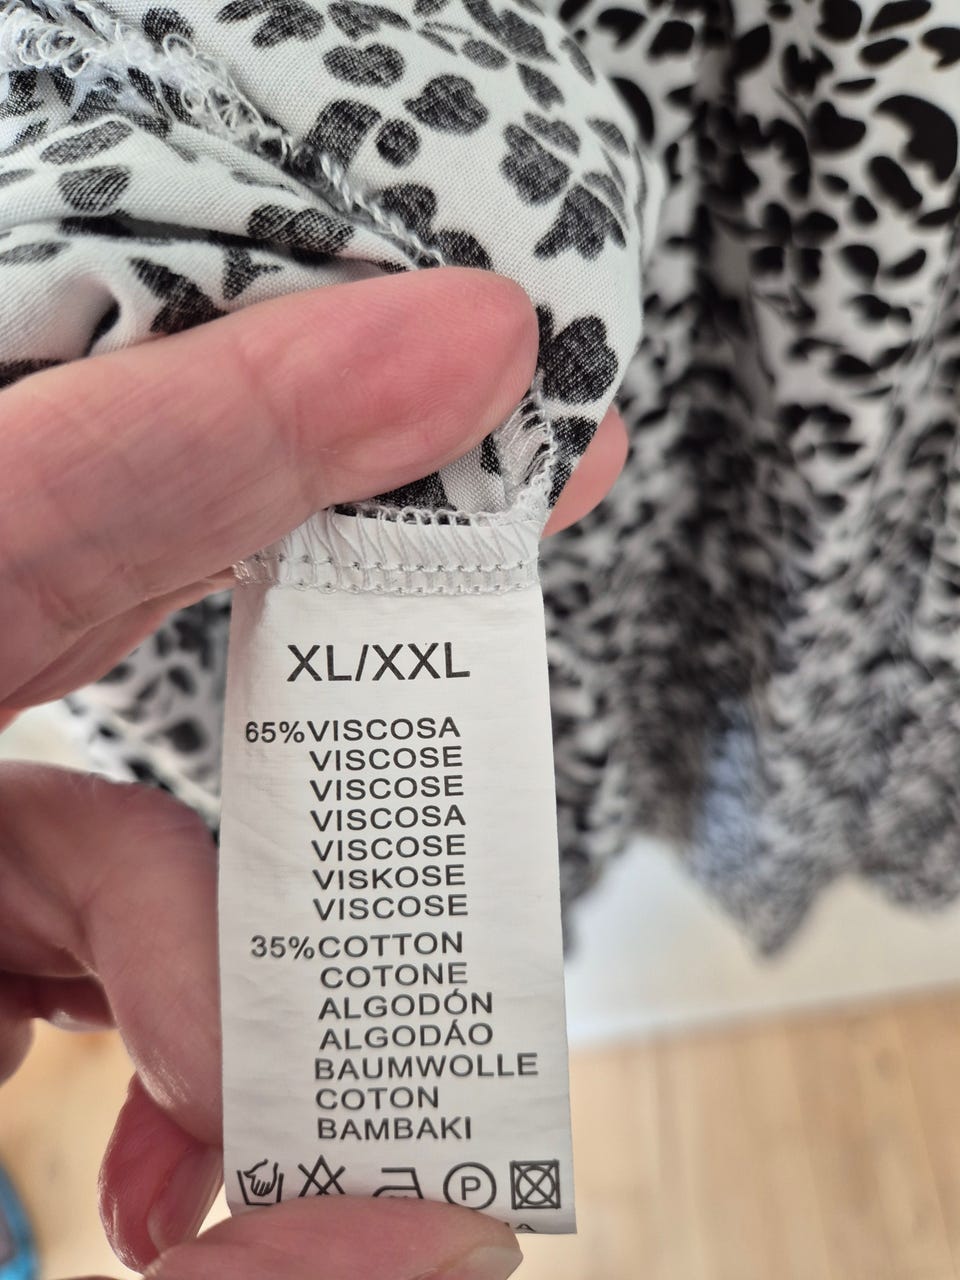 XL/XXL
65%VISCOSA
VISCOSE
VISCOSE
VISCOSA
VISCOSE
VISKOSE
VISCOSE
35%COTTON
COTONE
ALGODÓN
ALGODÁO
BAUMWOLLE
COTON
BAMBAKI
P